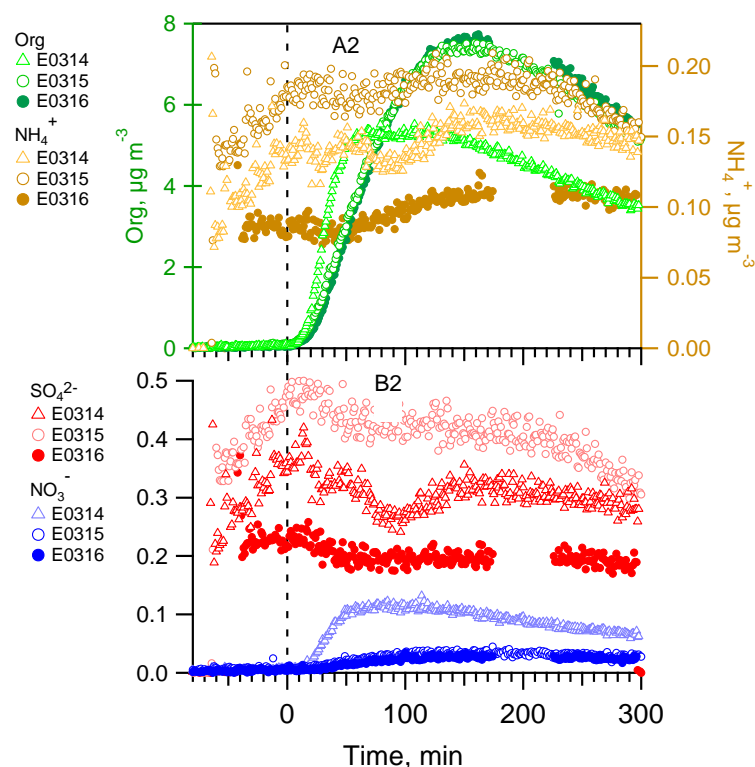 Org
E0314
E0315
E0316
NH₄⁺
E0314
E0315
E0316
A2
8
6
4
2
0
Org, µg m⁻³
0.20
0.15
0.10
0.05
0.00
NH₄⁺, µg m⁻³
SO₄²⁻
E0314
E0315
E0316
NO₃⁻
E0314
E0315
E0316
B2
0.5
0.4
0.3
0.2
0.1
0.0
0 100 200 300
Time, min